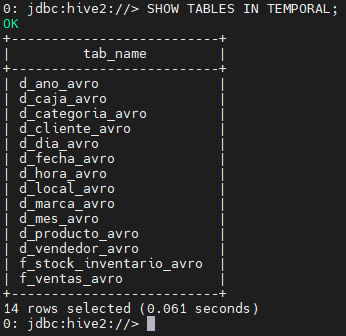 0: jdbc:hive2://> SHOW TABLES IN TEMPORAL;
OK
+--------------------------+
|         tab_name         |
+--------------------------+
| d_ano_avro               |
| d_caja_avro              |
| d_categoria_avro         |
| d_cliente_avro           |
| d_dia_avro               |
| d_fecha_avro             |
| d_hora_avro              |
| d_local_avro             |
| d_marca_avro             |
| d_mes_avro               |
| d_producto_avro          |
| d_vendedor_avro          |
| f_stock_inventario_avro  |
| f_ventas_avro            |
+--------------------------+
14 rows selected (0.061 seconds)
0: jdbc:hive2://>